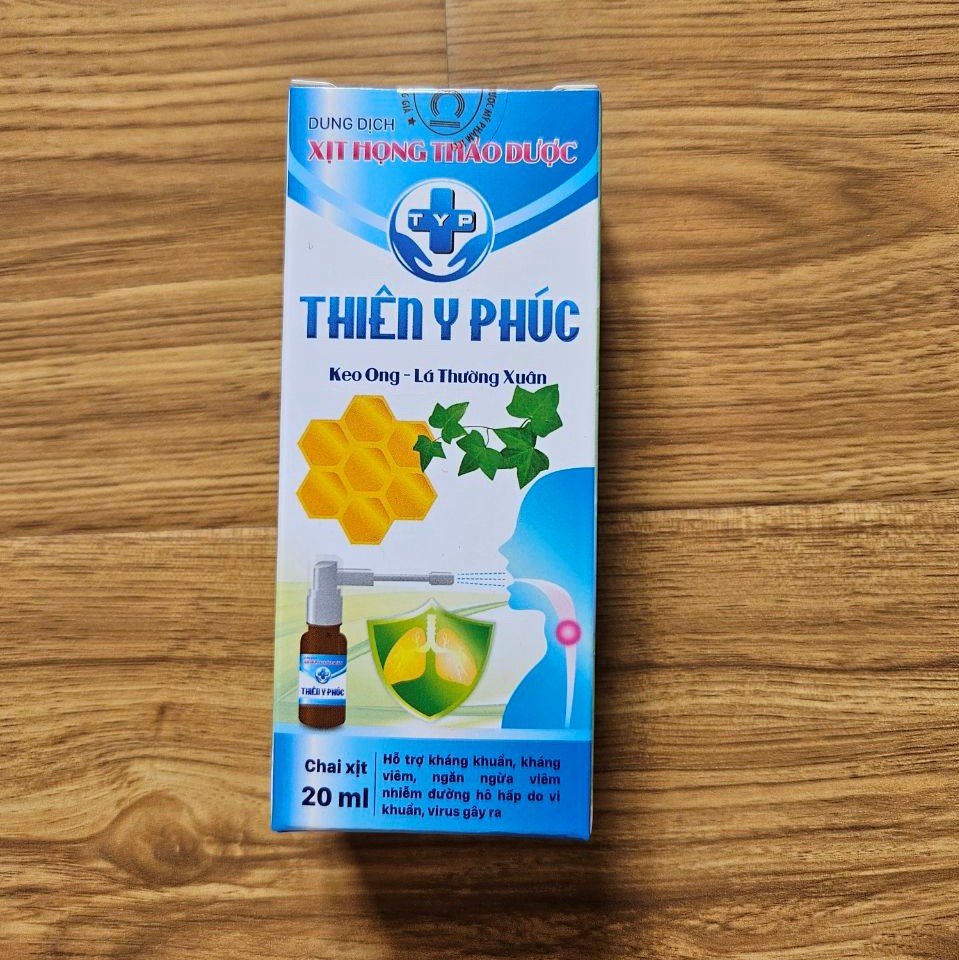 DUNG DỊCH
XỊT HỌNG THẢO DƯỢC
TYP
THIÊN Y PHÚC
Keo Ong - Lá Thường Xuân
THIÊN Y PHÚC
Chai xịt
20 ml
Hỗ trợ kháng khuẩn, kháng
viêm, ngăn ngừa viêm
nhiễm đường hô hấp do vi
khuẩn, virus gây ra